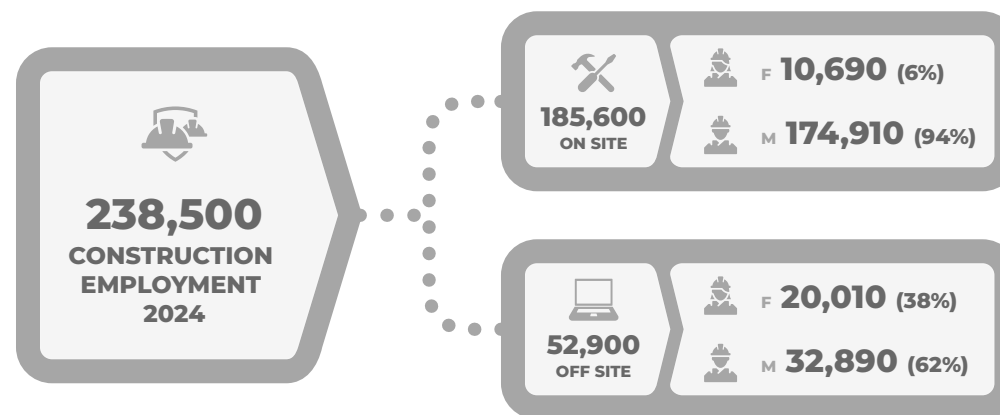 238,500
CONSTRUCTION
EMPLOYMENT
2024
185,600
ON SITE
F 10,690 (6%)
M 174,910 (94%)
52,900
OFF SITE
F 20,010 (38%)
M 32,890 (62%)